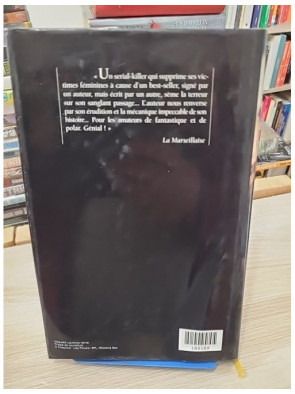 « Un serial-killer qui supprime ses vic-
times féminines à cause d'un best-seller, signé par
un auteur, mais écrit par un autre, sème la terreur
sur son sanglant passage... L'auteur nous renverse
par son érudition et la mécanique impeccable de son
histoire... Pour les amateurs de fantastique et de
polar. Génial ! »
La Marseillaise